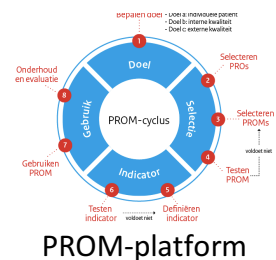 Bepalen doel - Doel a: individuele patiënt
- Doel b: interne kwaliteit
- Doel c: externe kwaliteit
1
Doel
Onderhoud
en evaluatie
8
2
Selecteren
PROs
Gebruik
PROM-cyclus
Selectie
3
Selecteren
PROMs
voldoet niet
7
Gebruiken
PROM
4
Testen
PROM
Indicator
6
5
Testen
indicator
voldoet niet
Definiëren
indicator
PROM-platform